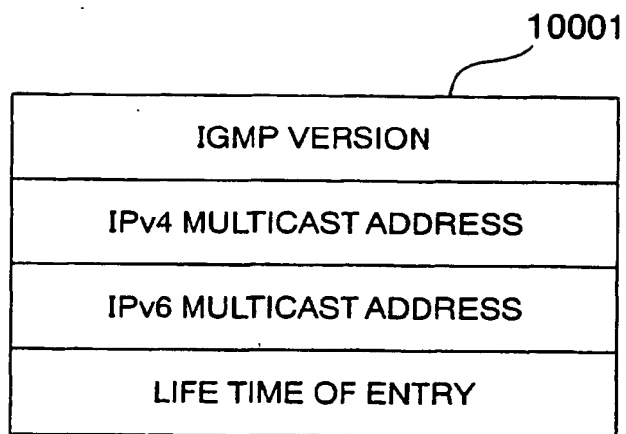 10001
IGMP VERSION
IPv4 MULTICAST ADDRESS
IPv6 MULTICAST ADDRESS
LIFE TIME OF ENTRY